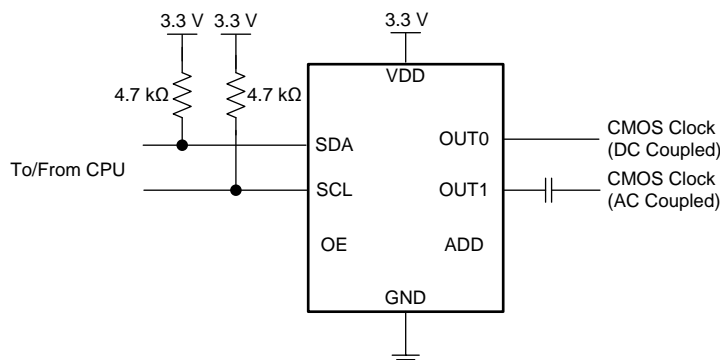 3.3 V 3.3 V 3.3 V
VDD
4.7 kΩ 4.7 kΩ
SDA OUT0 CMOS Clock
(DC Coupled)
To/From CPU
SCL OUT1 CMOS Clock
(AC Coupled)
OE ADD
GND